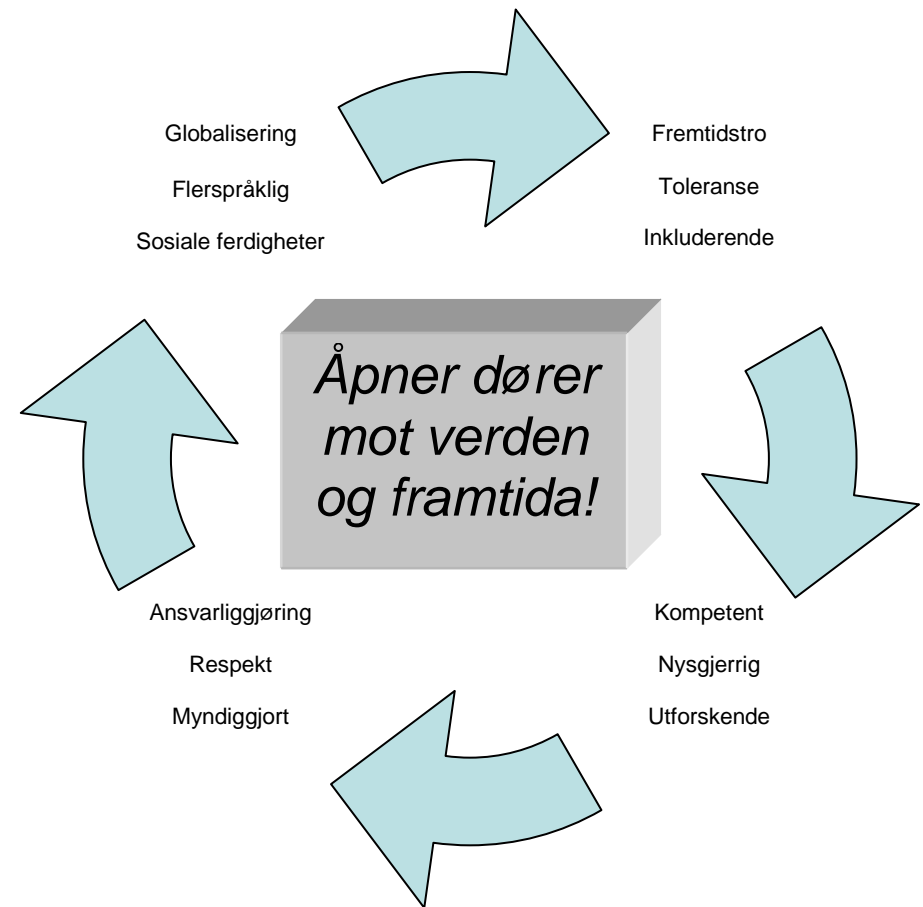 Globalisering
Flerspråklig
Sosiale ferdigheter
Fremtidstro
Toleranse
Inkluderende
Åpner dører
mot verden
og framtida!
Ansvarliggjøring
Respekt
Myndiggjort
Kompetent
Nysgjerrig
Utforskende